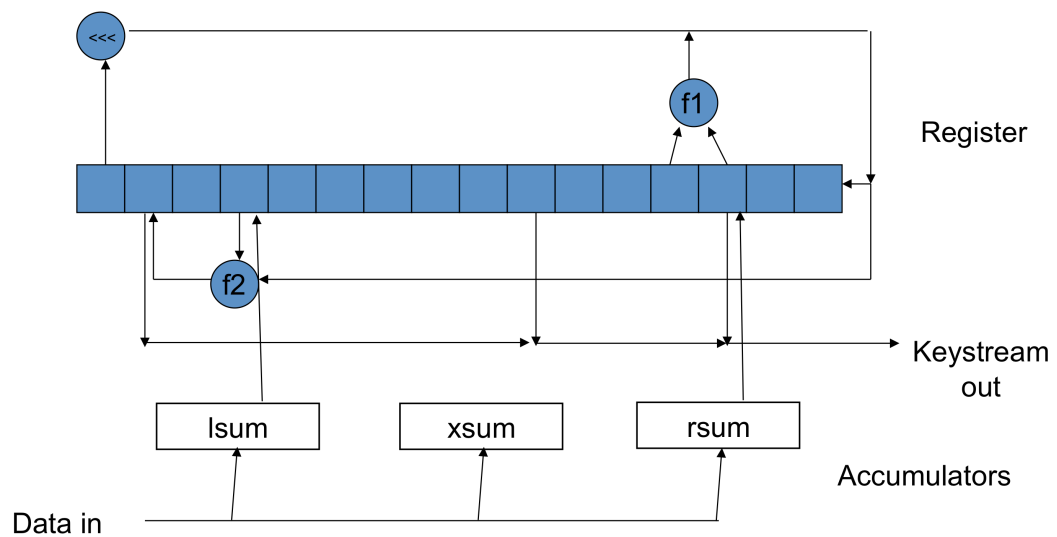 <<<
f1
Register
f2
Keystream
out
lsum
xsum
rsum
Accumulators
Data in